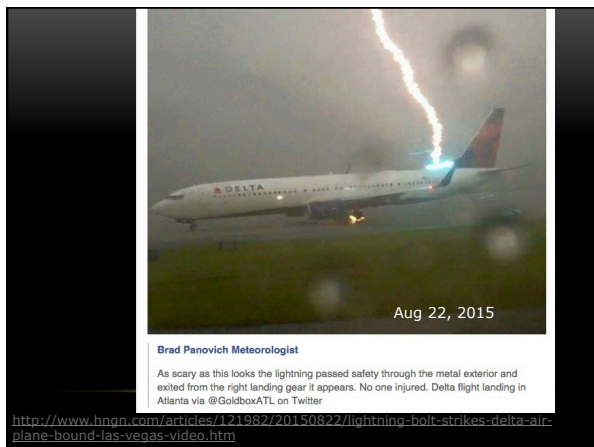 DELTA
Aug 22, 2015
Brad Panovich Meteorologist
As scary as this looks the lightning passed safety through the metal exterior and
exited from the right landing gear it appears. No one injured. Delta flight landing in
Atlanta via @GoldboxATL on Twitter
http://www.hngn.com/articles/121982/20150822/lightning-bolt-strikes-delta-air-
plane-bound-las-vegas-video.htm